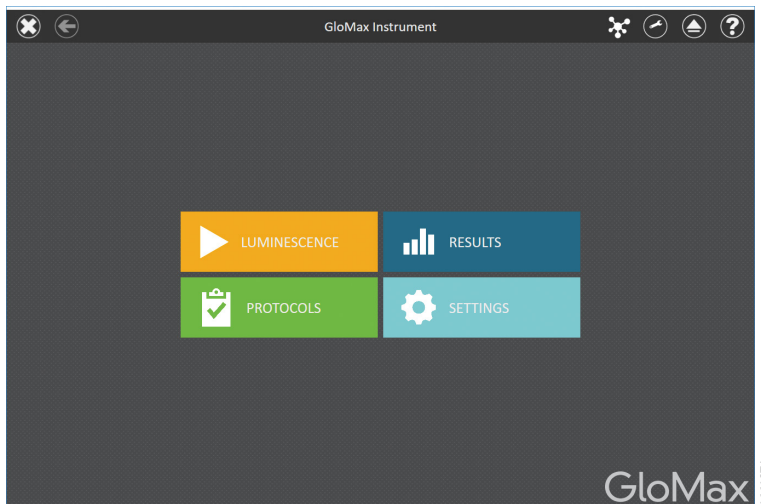 GloMax Instrument
LUMINESCENCE
RESULTS
PROTOCOLS
SETTINGS
GloMax